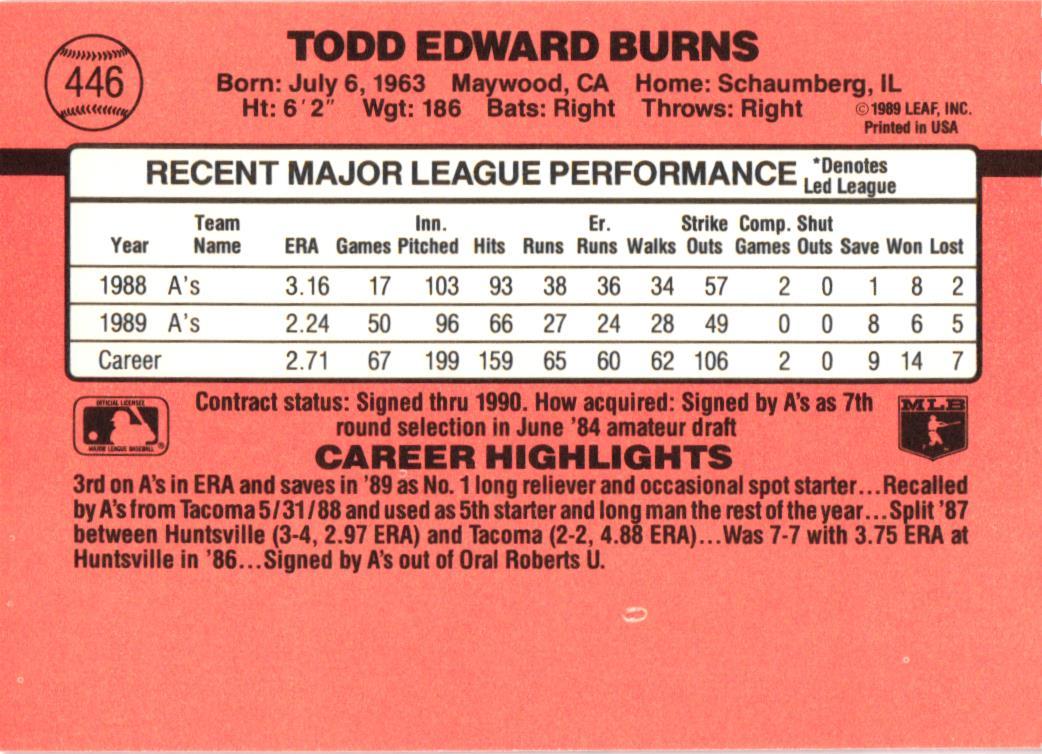 446
TODD EDWARD BURNS
Born: July 6, 1963 Maywood, CA Home: Schaumberg, IL
Ht: 6'2" Wgt: 186 Bats: Right Throws: Right
©1989 LEAF, INC.
Printed in USA
RECENT MAJOR LEAGUE PERFORMANCE *Denotes Led League
Year Team Name ERA Games Inn. Pitched Hits Runs Er. Runs Walks Strike Outs Comp. Games Shut Outs Save Won Lost
1988 A's 3.16 17 103 93 38 36 34 57 2 0 1 8 2
1989 A's 2.24 50 96 66 27 24 28 49 0 0 8 6 5
Career 2.71 67 199 159 65 60 62 106 2 0 9 14 7
OFFICIAL LICENSEE
MAJOR LEAGUE BASEBALL ®
Contract status: Signed thru 1990. How acquired: Signed by A's as 7th
round selection in June '84 amateur draft
MLB
CAREER HIGHLIGHTS
3rd on A's in ERA and saves in '89 as No. 1 long reliever and occasional spot starter...Recalled
by A's from Tacoma 5/31/88 and used as 5th starter and long man the rest of the year...Split '87
between Huntsville (3-4, 2.97 ERA) and Tacoma (2-2, 4.88 ERA)...Was 7-7 with 3.75 ERA at
Huntsville in '86...Signed by A's out of Oral Roberts U.